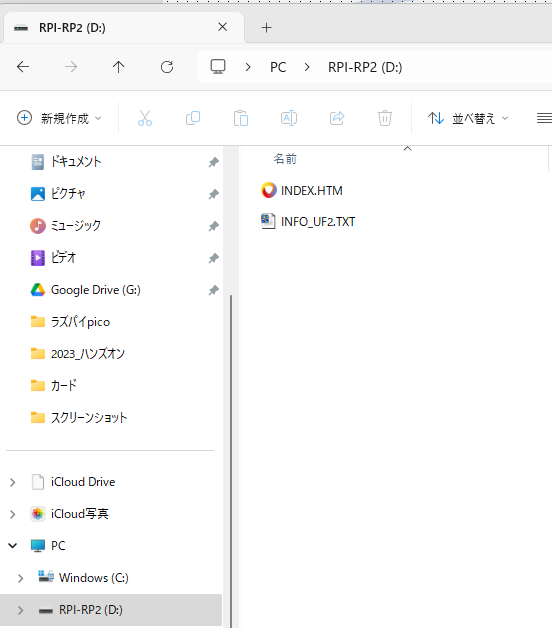 RPI-RP2 (D:)
PC
RPI-RP2 (D:)
新規作成
並べ替え
ドキュメント
ピクチャ
ミュージック
ビデオ
Google Drive (G:)
ラズパイpico
2023_ハンズオン
カード
スクリーンショット
iCloud Drive
iCloud写真
PC
Windows (C:)
RPI-RP2 (D:)
名前
INDEX.HTM
INFO_UF2.TXT